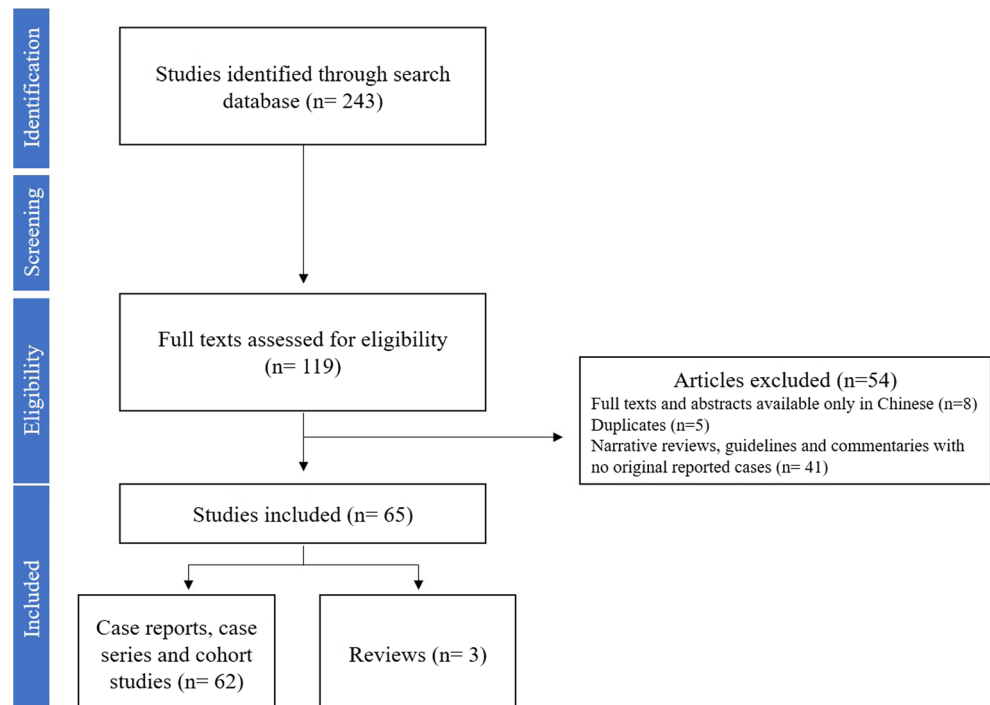 Identification
Studies identified through search
database (n= 243)
Screening
Eligibility
Full texts assessed for eligibility
(n= 119)
Articles excluded (n=54)
Full texts and abstracts available only in Chinese (n=8)
Duplicates (n=5)
Narrative reviews, guidelines and commentaries with
no original reported cases (n= 41)
Included
Studies included (n= 65)
Case reports, case
series and cohort
studies (n= 62)
Reviews (n= 3)